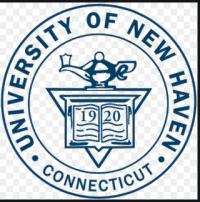 • UNIVERSITY OF NEW HAVEN •
1920
CONNECTICUT